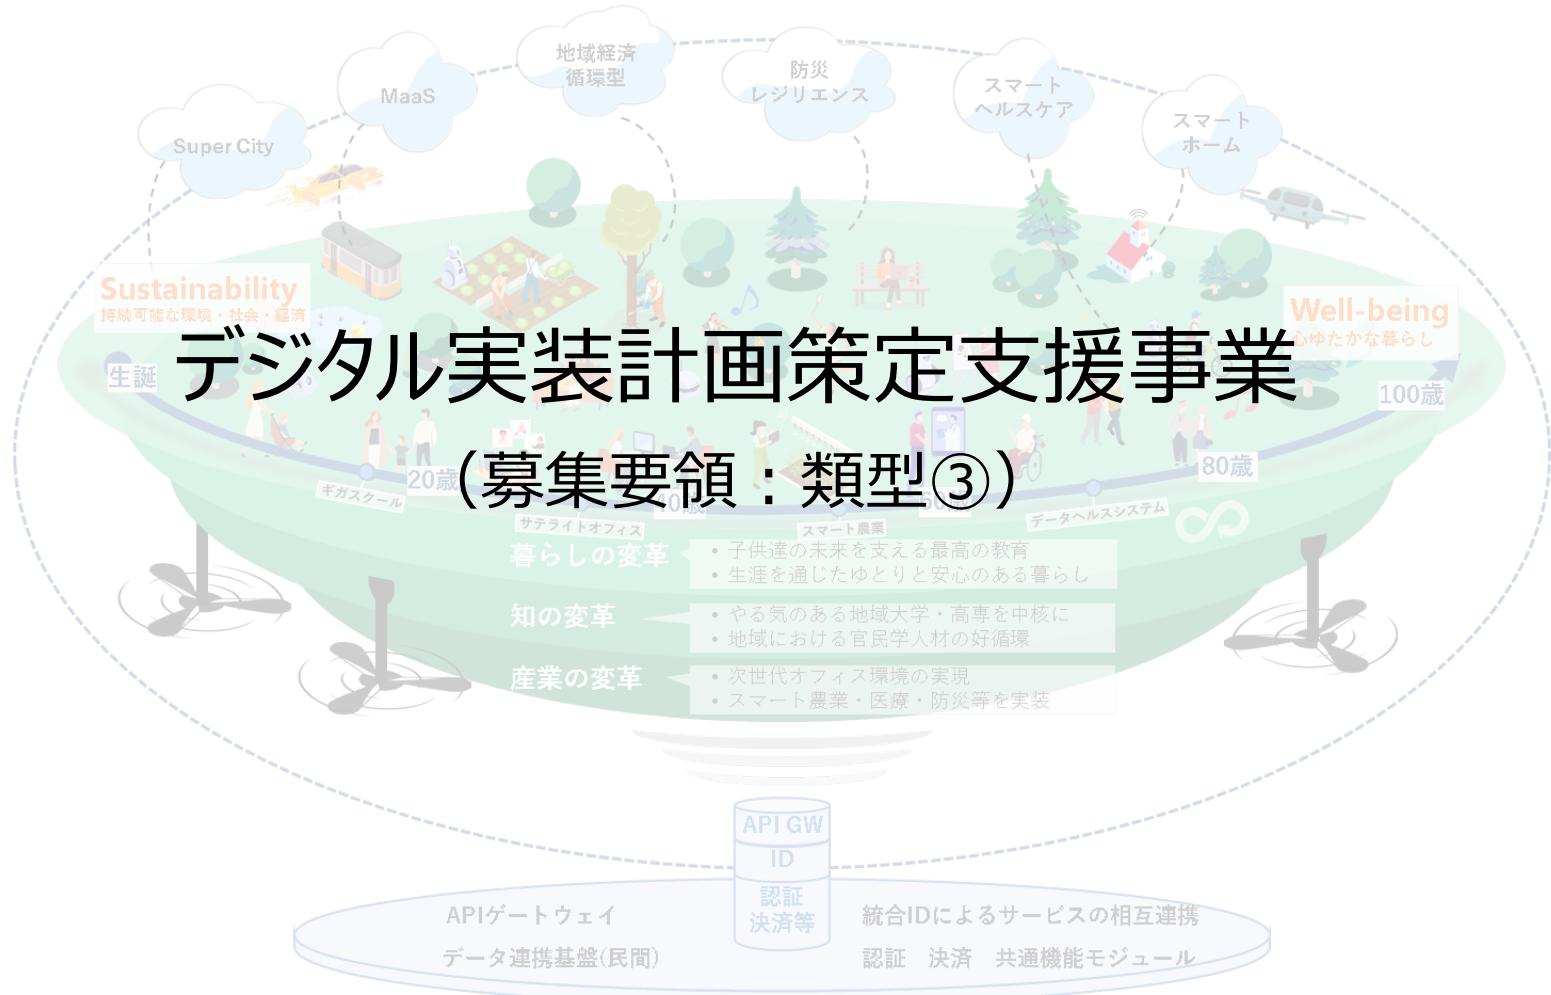 地域経済
循環型
防災
レジリエンス
スマート
ヘルスケア
MaaS
スマート
ホーム
Super City
Sustainability
持続可能な環境・社会・経済
Well-being
心ゆたかな暮らし
デジタル実装計画策定支援事業
生誕
100歳
(募集要領：類型③)
20歳
40歳
60歳
80歳
ギガスクール
サテライトオフィス
スマート農業
データヘルスシステム
暮らしの変革
• 子供達の未来を支える最高の教育
• 生涯を通じたゆとりと安心のある暮らし
知の変革
• やる気のある地域大学・高専を中核に
• 地域における官民学人材の好循環
産業の変革
• 次世代オフィス環境の実現
• スマート農業・医療・防災等を実装
API GW
ID
認証
決済等
APIゲートウェイ
統合IDによるサービスの相互連携
データ連携基盤(民間)
認証　決済　共通機能モジュール